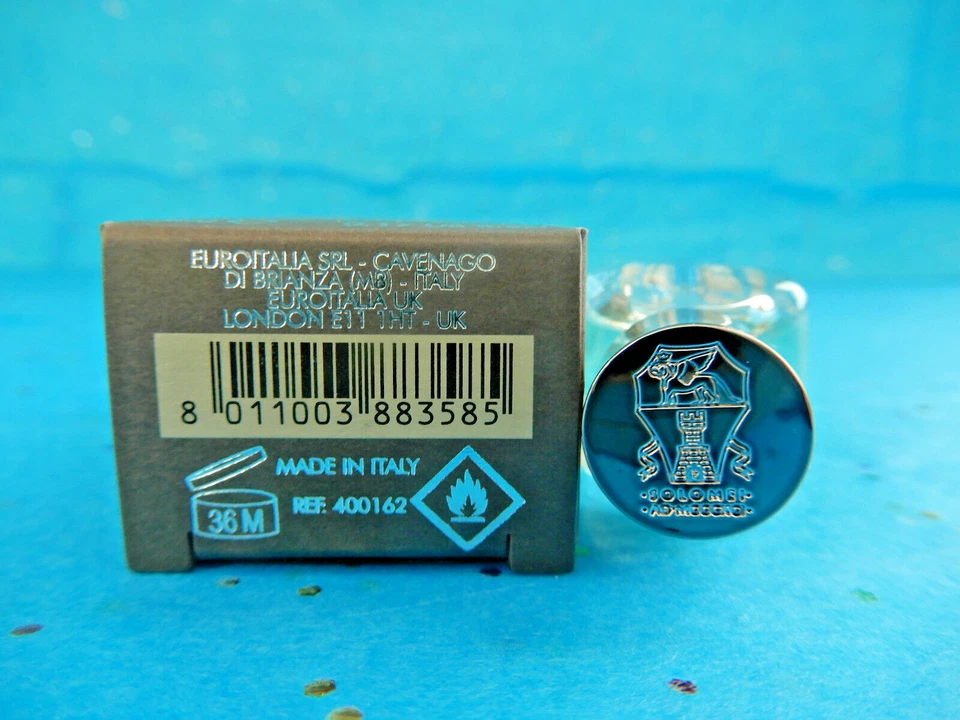 EUROITALIA SRL - CAVENAGO
DI BRIANZA (MB) - ITALY
EUROITALIA UK
LONDON E11 1HT - UK
8 011003 883585
MADE IN ITALY
36 M
REF. 400162
·SOLOMEI·